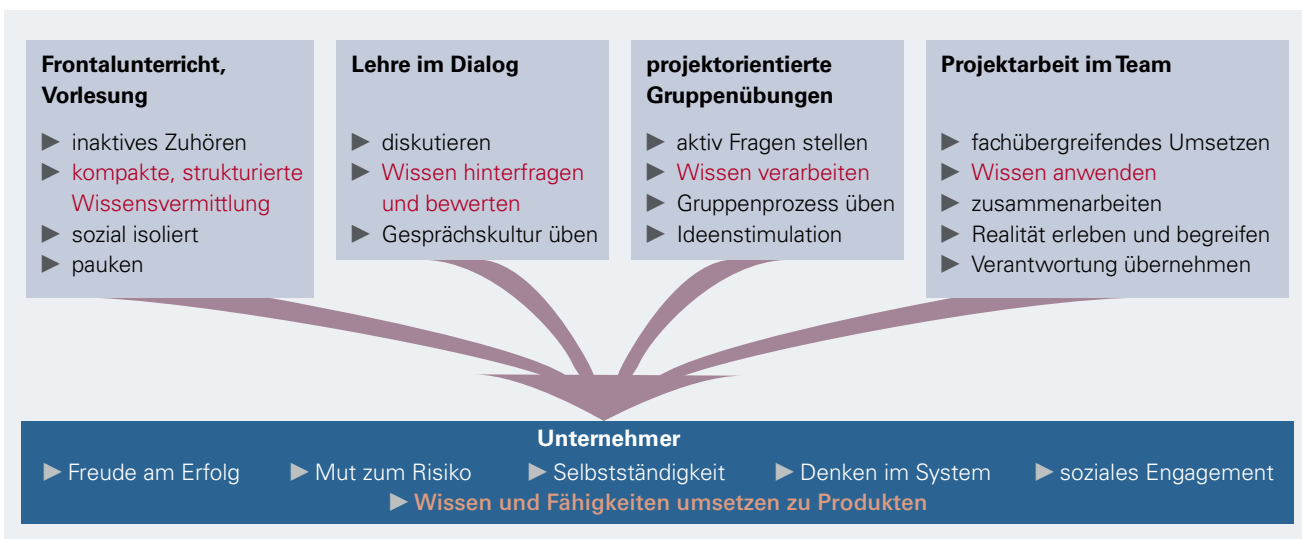 Frontalunterricht,
Vorlesung
▶ inaktives Zuhören
▶ kompakte, strukturierte
Wissensvermittlung
▶ sozial isoliert
▶ pauken
Lehre im Dialog
▶ diskutieren
▶ Wissen hinterfragen
und bewerten
▶ Gesprächskultur üben
projektorientierte
Gruppenübungen
▶ aktiv Fragen stellen
▶ Wissen verarbeiten
▶ Gruppenprozess üben
▶ Ideenstimulation
Projektarbeit im Team
▶ fachübergreifendes Umsetzen
▶ Wissen anwenden
▶ zusammenarbeiten
▶ Realität erleben und begreifen
▶ Verantwortung übernehmen
Unternehmer
▶ Freude am Erfolg ▶ Mut zum Risiko ▶ Selbstständigkeit ▶ Denken im System ▶ soziales Engagement
▶ Wissen und Fähigkeiten umsetzen zu Produkten